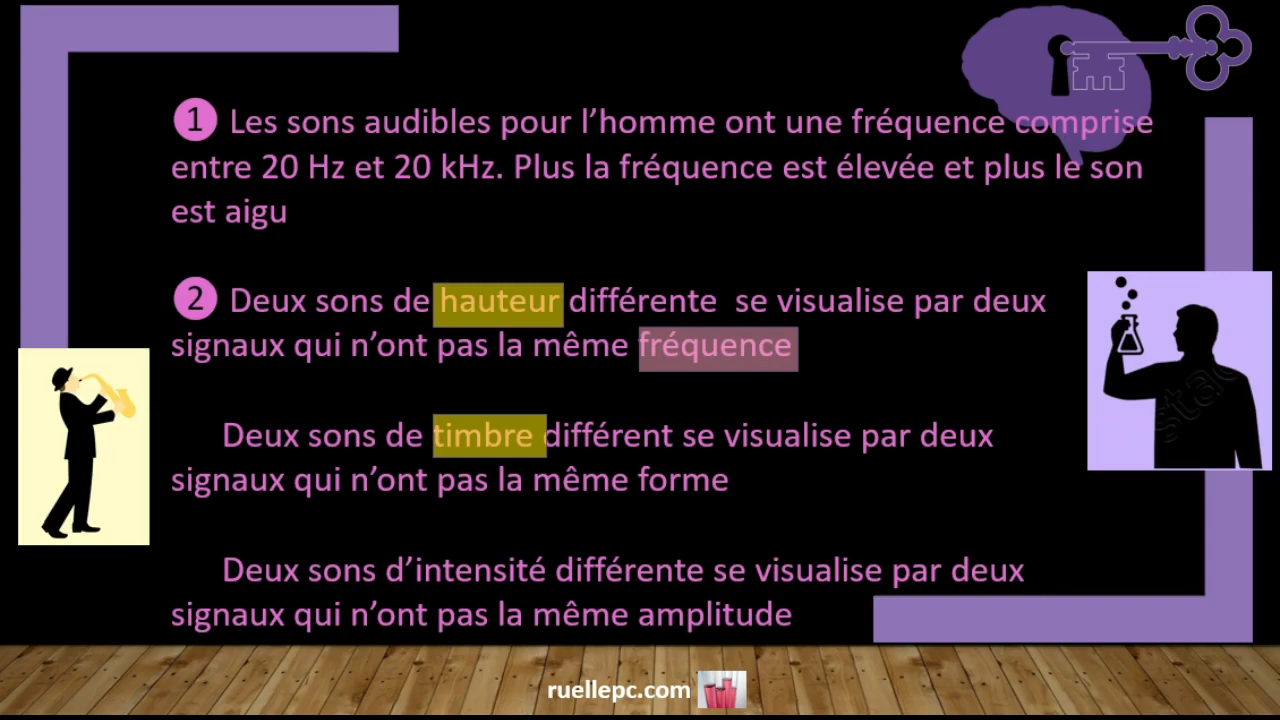 1 Les sons audibles pour l’homme ont une fréquence comprise
entre 20 Hz et 20 kHz. Plus la fréquence est élevée et plus le son
est aigu
2 Deux sons de hauteur différente se visualise par deux
signaux qui n’ont pas la même fréquence
Deux sons de timbre différent se visualise par deux
signaux qui n’ont pas la même forme
Deux sons d’intensité différente se visualise par deux
signaux qui n’ont pas la même amplitude
ruellepc.com